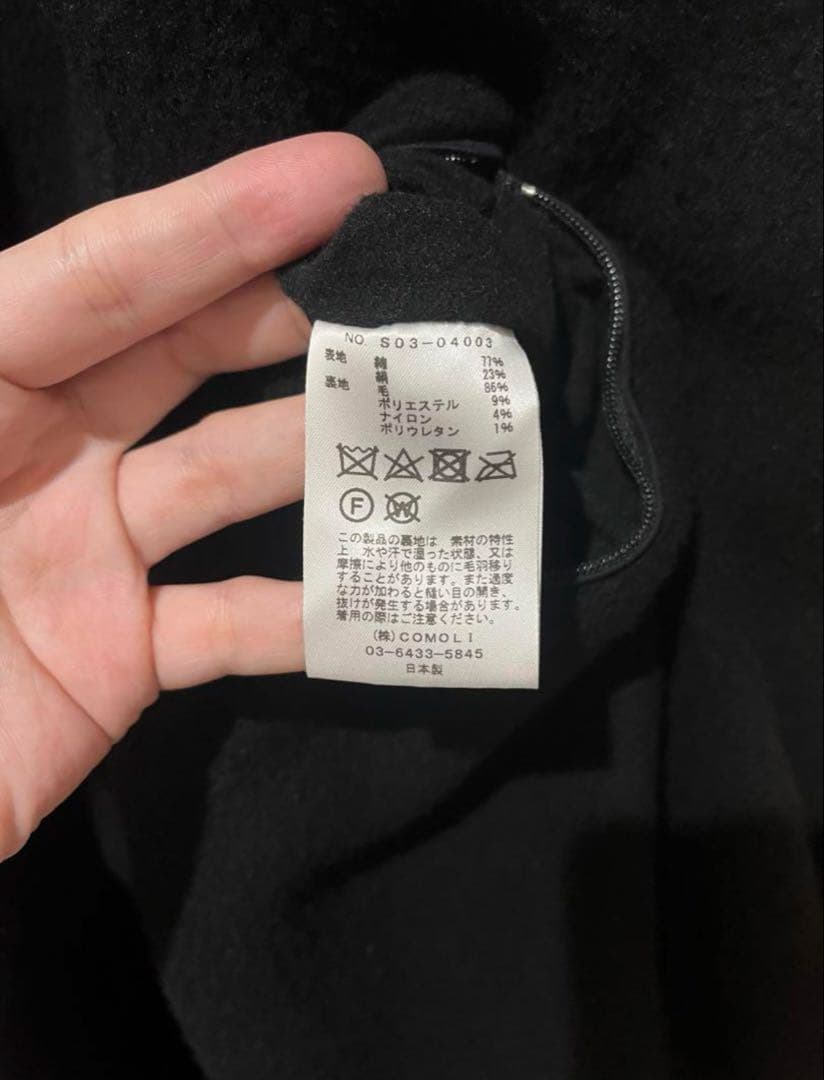 NO. S03-04003
表地 綿 77%
絹 23%
裏地 毛 86%
ポリエステル 9%
ナイロン 4%
ポリウレタン 1%
F W
この製品の裏地は 素材の特性
上 水や汗で湿った状態、又は
摩擦により他のものに毛羽移り
することがあります。また過度
な力が加わると縫い目の開き、
抜けが発生する場合があります。
着用の際はご注意ください。
(株)COMOLI
03-6433-5845
日本製